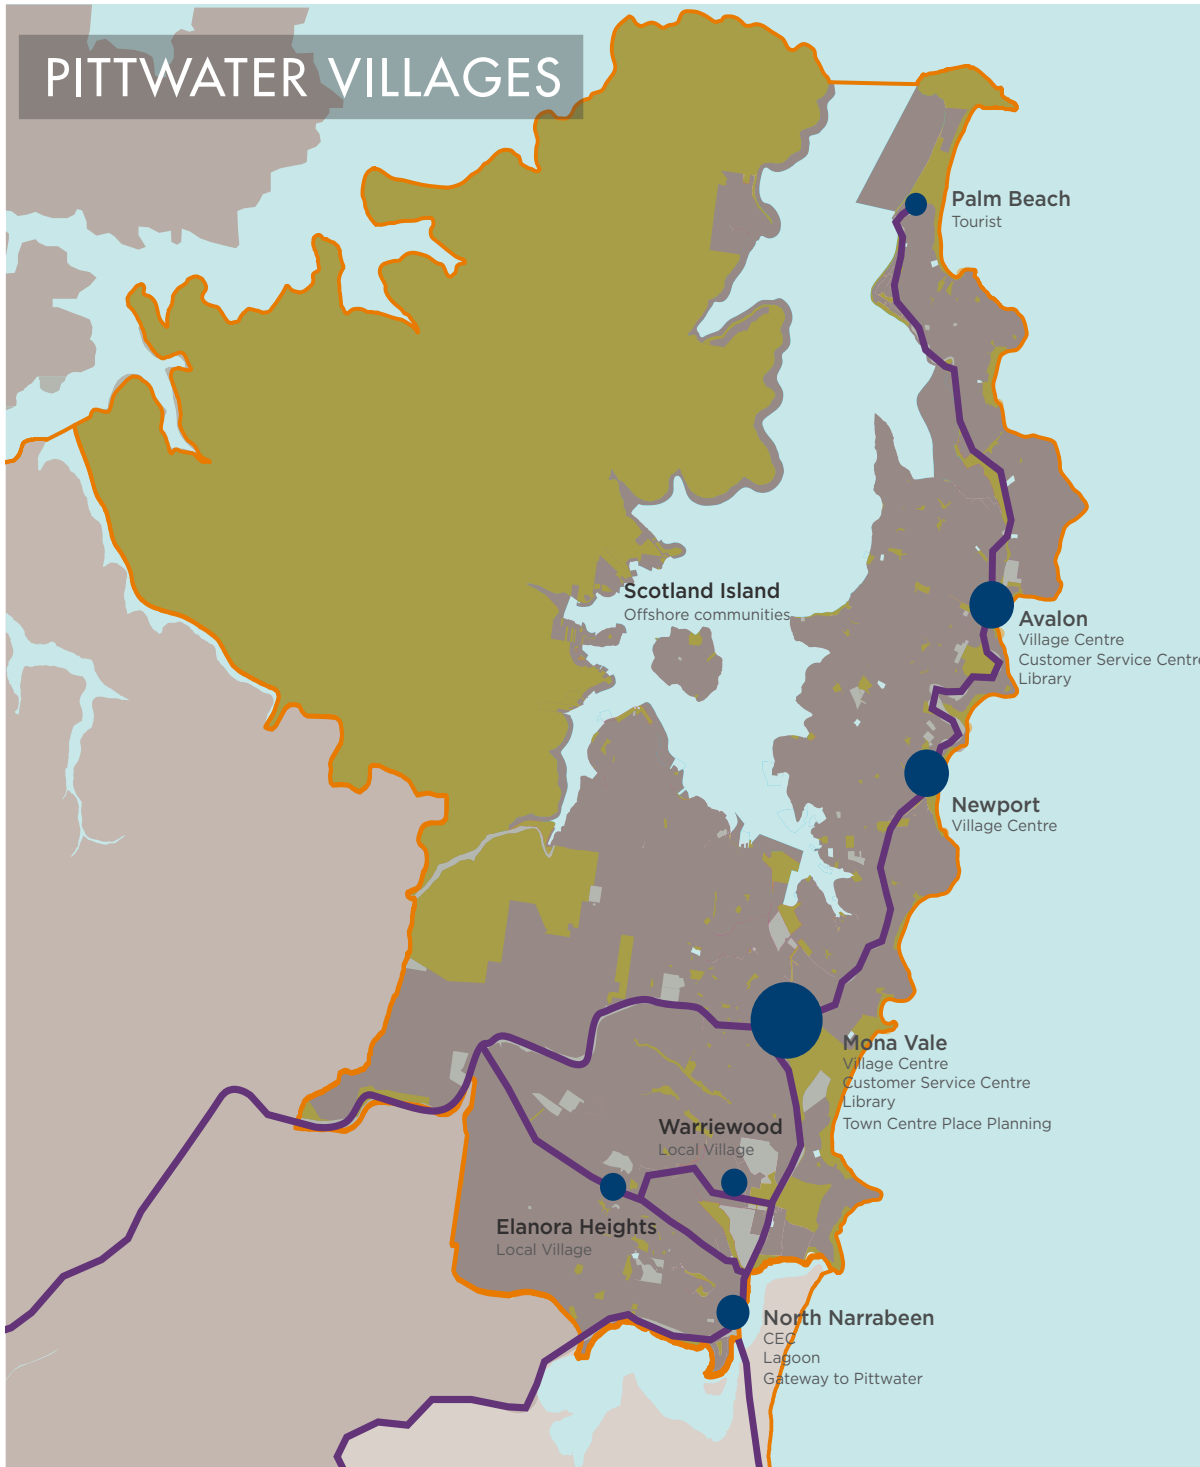 PITTWATER VILLAGES
Palm Beach
Tourist
Scotland Island
Offshore communities
Avalon
Village Centre
Customer Service Centre
Library
Newport
Village Centre
Mona Vale
Village Centre
Customer Service Centre
Library
Town Centre Place Planning
Warriewood
Local Village
Elanora Heights
Local Village
North Narrabeen
CEC
Lagoon
Gateway to Pittwater